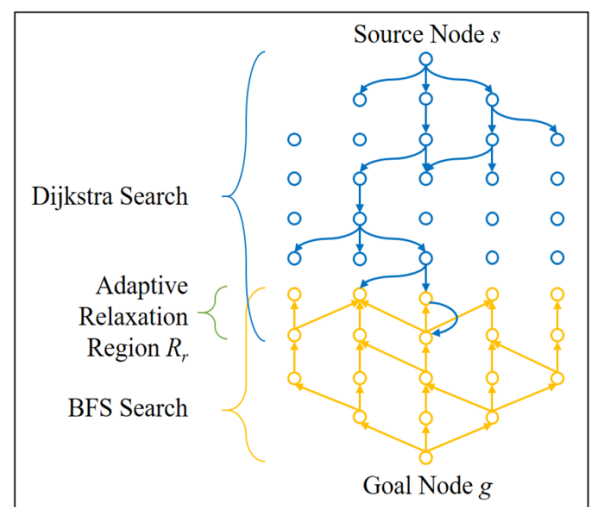 Source Node s
Dijkstra Search
Adaptive
Relaxation
Region Rr
BFS Search
Goal Node g